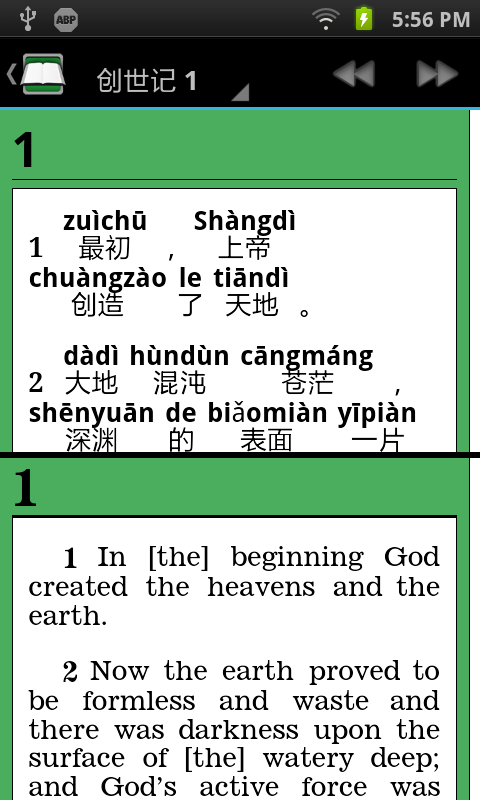 ABP 5:56 PM
创世记 1
1
zuìchū Shàngdì
1 最初 , 上帝
chuàngzào le tiāndì
创造 了 天地 。
dàdì hùndùn cāngmáng
2 大地 混沌 苍茫 ,
shēnyuān de biǎomiàn yīpiàn
深渊 的 表面 一片
1
1 In [the] beginning God
created the heavens and the
earth.
2 Now the earth proved to
be formless and waste and
there was darkness upon the
surface of [the] watery deep;
and God's active force was